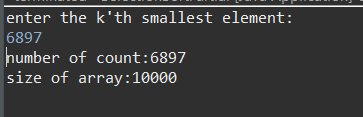 enter the k'th smallest element:
6897
number of count:6897
size of array:10000